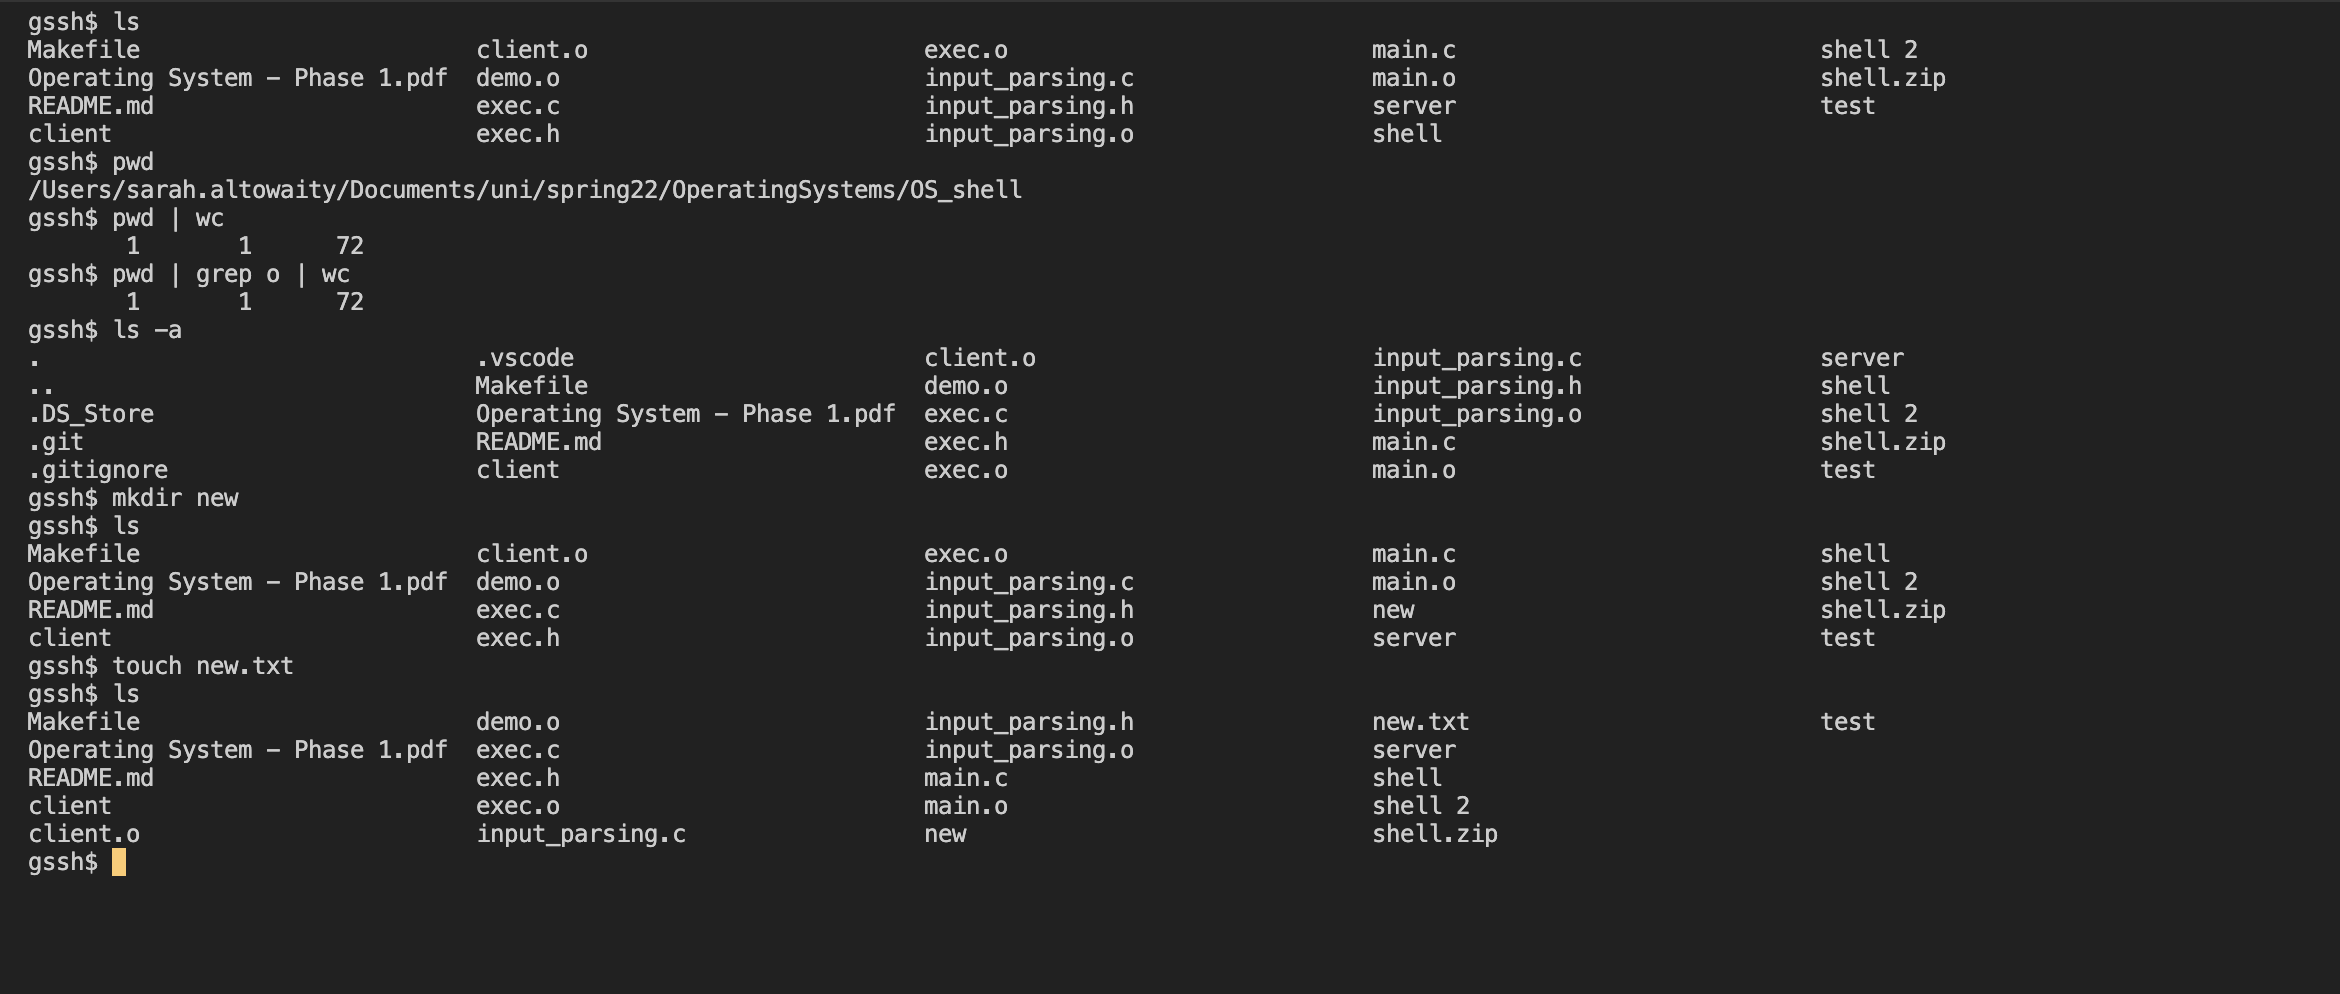 gssh$ ls
Makefile                        client.o                        exec.o                          main.c                          shell 2
Operating System - Phase 1.pdf  demo.o                          input_parsing.c                 main.o                          shell.zip
README.md                       exec.c                          input_parsing.h                 server                          test
client                          exec.h                          input_parsing.o                 shell
gssh$ pwd
/Users/sarah.altowaity/Documents/uni/spring22/OperatingSystems/OS_shell
gssh$ pwd | wc
       1       1      72
gssh$ pwd | grep o | wc
       1       1      72
gssh$ ls -a
.                               .vscode                         client.o                        input_parsing.c                 server
..                              Makefile                        demo.o                          input_parsing.h                 shell
.DS_Store                       Operating System - Phase 1.pdf  exec.c                          input_parsing.o                 shell 2
.git                            README.md                       exec.h                          main.c                          shell.zip
.gitignore                      client                          exec.o                          main.o                          test
gssh$ mkdir new
gssh$ ls
Makefile                        client.o                        exec.o                          main.c                          shell
Operating System - Phase 1.pdf  demo.o                          input_parsing.c                 main.o                          shell 2
README.md                       exec.c                          input_parsing.h                 new                             shell.zip
client                          exec.h                          input_parsing.o                 server                          test
gssh$ touch new.txt
gssh$ ls
Makefile                        demo.o                          input_parsing.h                 new.txt                         test
Operating System - Phase 1.pdf  exec.c                          input_parsing.o                 server
README.md                       exec.h                          main.c                          shell
client                          exec.o                          main.o                          shell 2
client.o                        input_parsing.c                 new                             shell.zip
gssh$